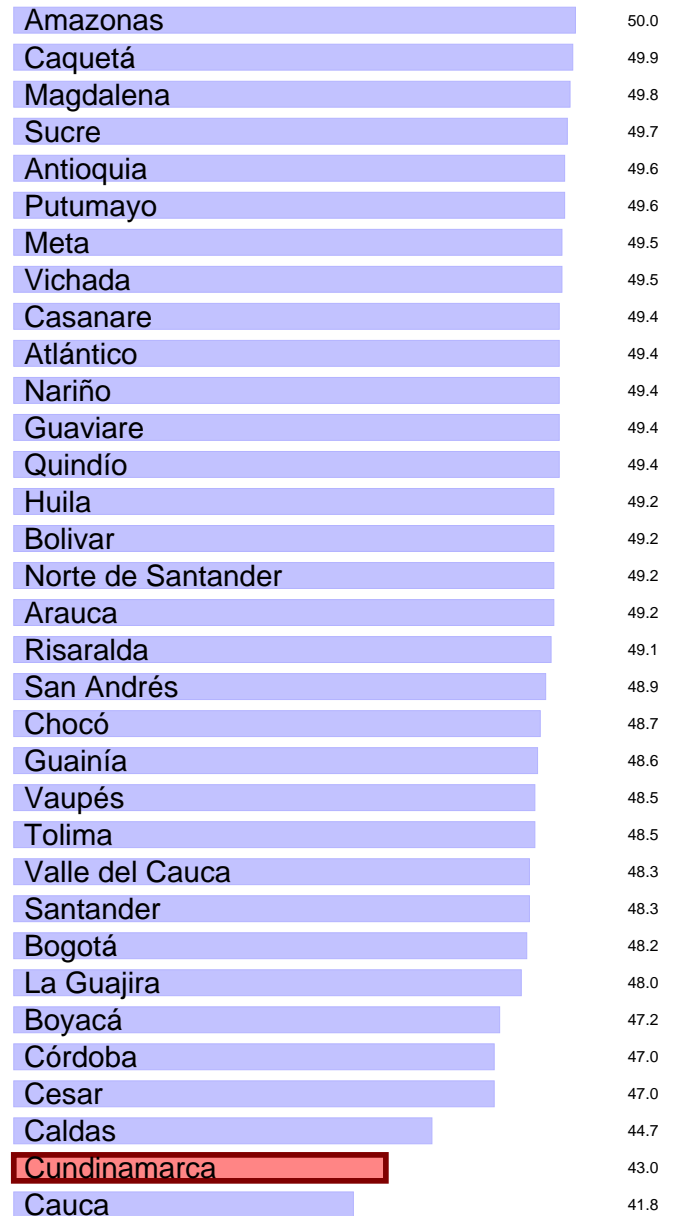 Amazonas 50.0
Caquetá 49.9
Magdalena 49.8
Sucre 49.7
Antioquia 49.6
Putumayo 49.6
Meta 49.5
Vichada 49.5
Casanare 49.4
Atlántico 49.4
Nariño 49.4
Guaviare 49.4
Quindío 49.4
Huila 49.2
Bolivar 49.2
Norte de Santander 49.2
Arauca 49.2
Risaralda 49.1
San Andrés 48.9
Chocó 48.7
Guainía 48.6
Vaupés 48.5
Tolima 48.5
Valle del Cauca 48.3
Santander 48.3
Bogotá 48.2
La Guajira 48.0
Boyacá 47.2
Córdoba 47.0
Cesar 47.0
Caldas 44.7
Cundinamarca 43.0
Cauca 41.8